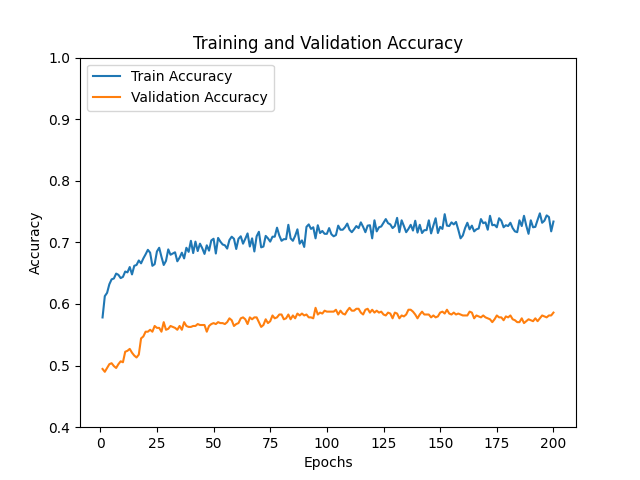 Training and Validation Accuracy
Train Accuracy
Validation Accuracy
1.0
0.9
0.8
0.7
0.6
0.5
0.4
Accuracy
0 25 50 75 100 125 150 175 200
Epochs